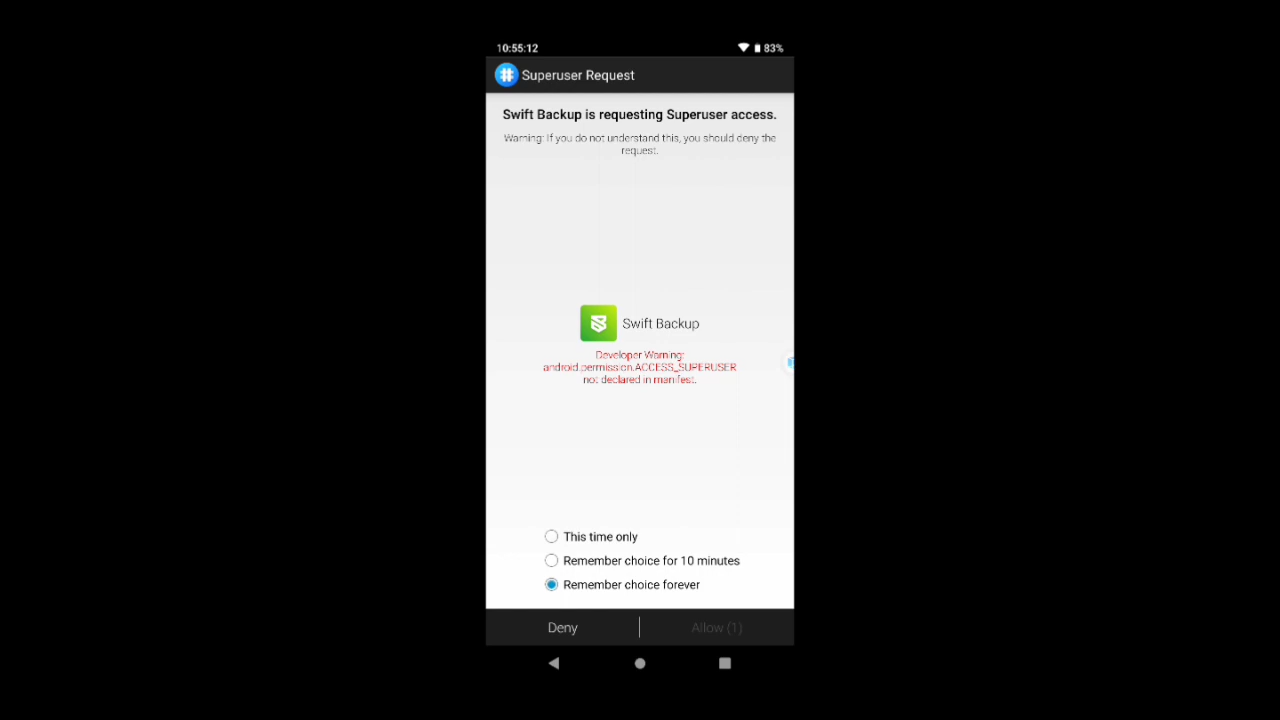 10:55:12 83%
Superuser Request
Swift Backup is requesting Superuser access.
Warning: If you do not understand this, you should deny the
request.
Swift Backup
Developer Warning:
android.permission.ACCESS_SUPERUSER
not declared in manifest.
This time only
Remember choice for 10 minutes
Remember choice forever
Deny Allow (1)